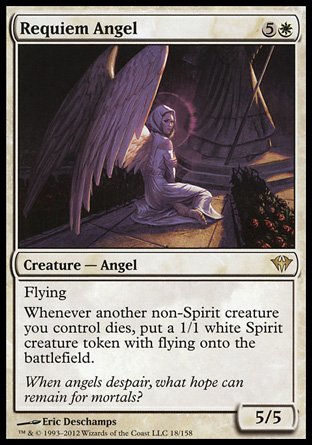 Requiem Angel 5
Creature — Angel
Flying
Whenever another non-Spirit creature
you control dies, put a 1/1 white Spirit
creature token with flying onto the
battlefield.
When angels despair, what hope can
remain for mortals?
Eric Deschamps
5/5
™ & © 1993–2012 Wizards of the Coast LLC 18/158